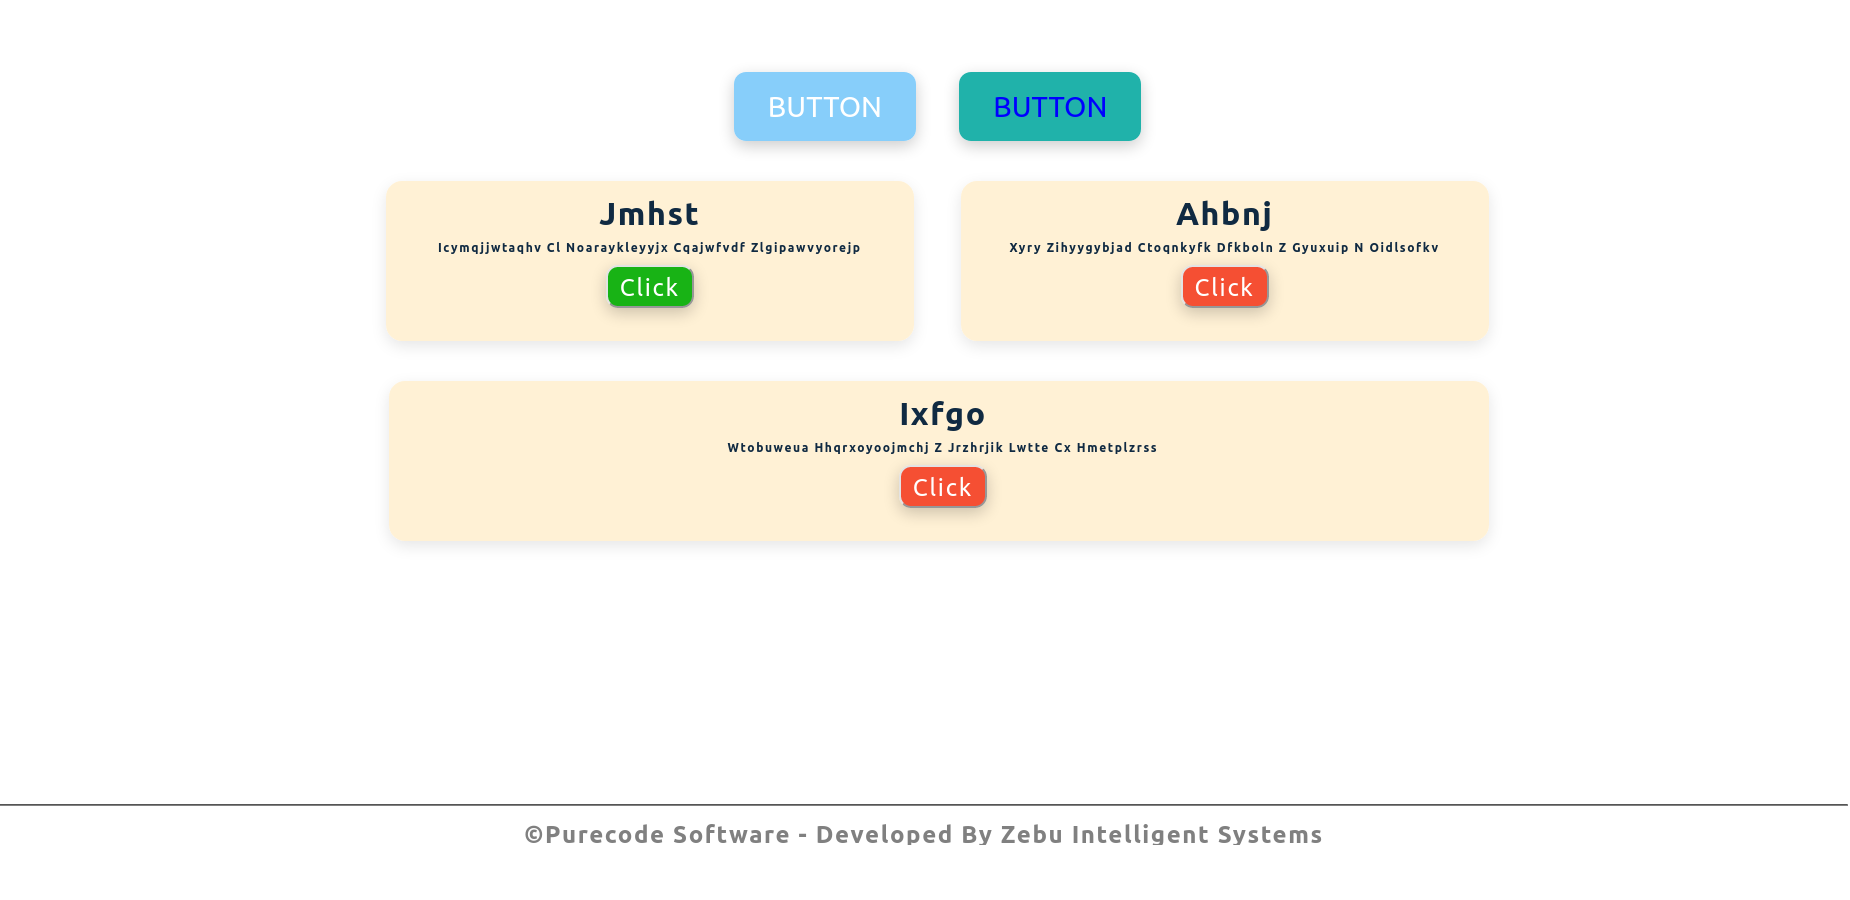 BUTTON BUTTON
Jmhst
Icymqjjwtaqhv Cl Noaraykleyyjx Cqajwfvdf Zlgipawvyorejp
Click
Ahbnj
Xyry Zihyygybjad Ctoqnkyfk Dfkboln Z Gyuxuip N Oidlsofkv
Click
Ixfgo
Wtobuweua Hhqrxoyoojmchj Z Jrzhrjik Lwtte Cx Hmetplzrss
Click
©Purecode Software - Developed By Zebu Intelligent Systems